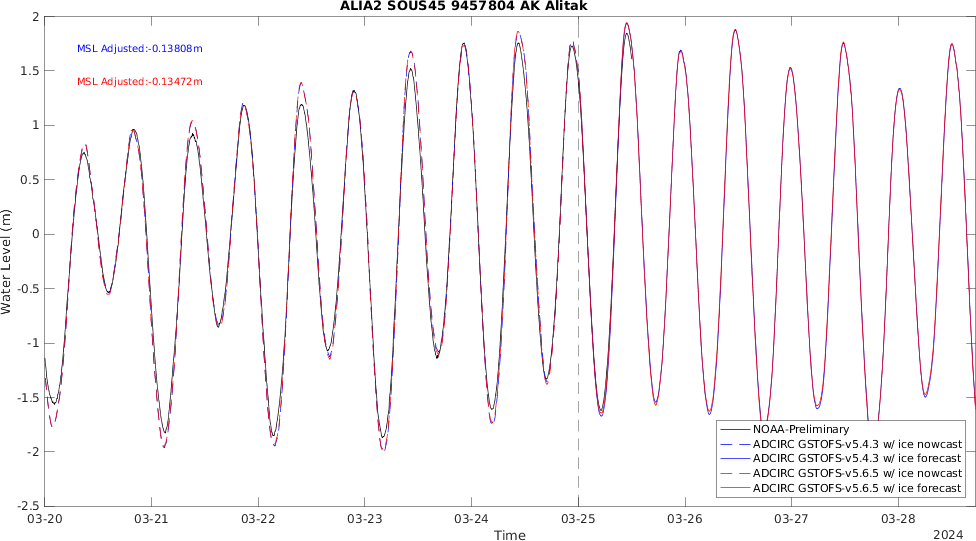 ALIA2 SOUS45 9457804 AK Alitak
MSL Adjusted:-0.13808m
MSL Adjusted:-0.13472m
2
1.5
1
0.5
0
-0.5
-1
-1.5
-2
-2.5
Water Level (m)
NOAA-Preliminary
ADCIRC GSTOFS-v5.4.3 w/ ice nowcast
ADCIRC GSTOFS-v5.4.3 w/ ice forecast
ADCIRC GSTOFS-v5.6.5 w/ ice nowcast
ADCIRC GSTOFS-v5.6.5 w/ ice forecast
03-20 03-21 03-22 03-23 03-24 03-25 03-26 03-27 03-28
Time
2024